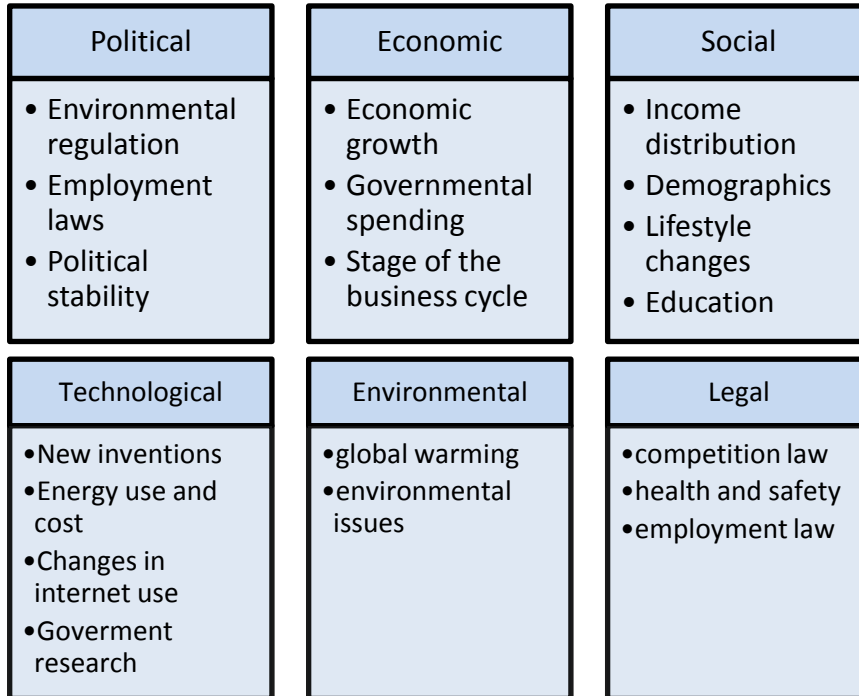 Political
• Environmental
regulation
• Employment
laws
• Political
stability
Economic
• Economic
growth
• Governmental
spending
• Stage of the
business cycle
Social
• Income
distribution
• Demographics
• Lifestyle
changes
• Education
Technological
•New inventions
•Energy use and
cost
•Changes in
internet use
•Goverment
research
Environmental
•global warming
•environmental
issues
Legal
•competition law
•health and safety
•employment law